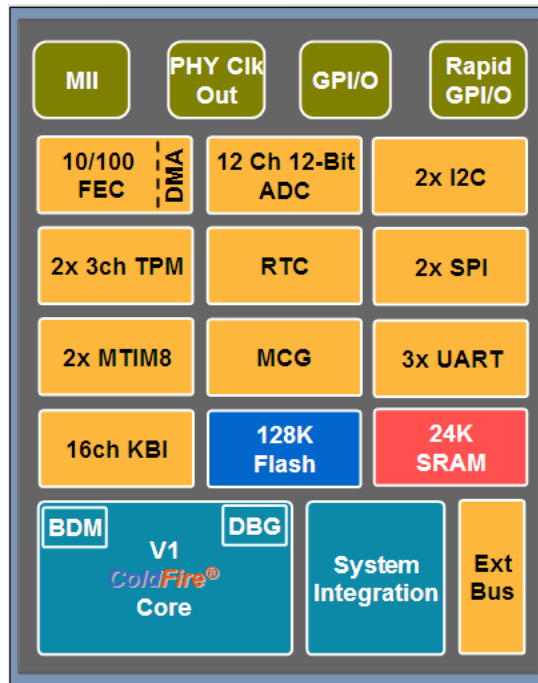 MII
PHY Clk
Out
GPI/O
Rapid
GPI/O
10/100
FEC
DMA
12 Ch 12-Bit
ADC
2x I2C
2x 3ch TPM
RTC
2x SPI
2x MTIM8
MCG
3x UART
16ch KBI
128K
Flash
24K
SRAM
BDM
DBG
V1
ColdFire®
Core
System
Integration
Ext
Bus